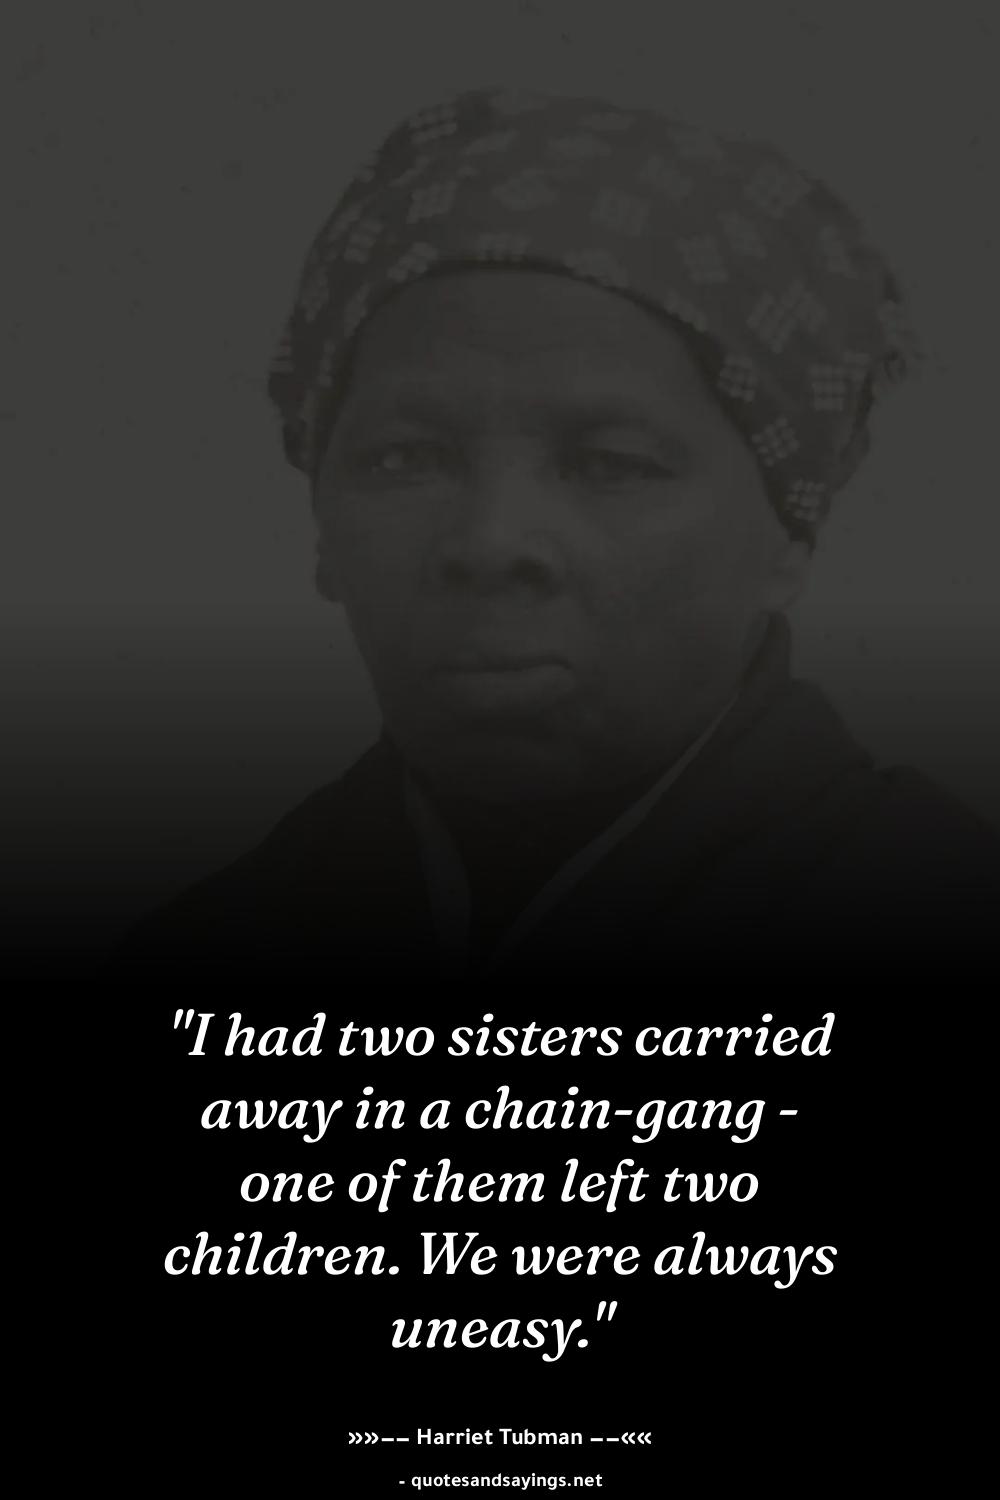 "I had two sisters carried
away in a chain-gang -
one of them left two
children. We were always
uneasy."
»»–– Harriet Tubman ––««
- quotesandsayings.net